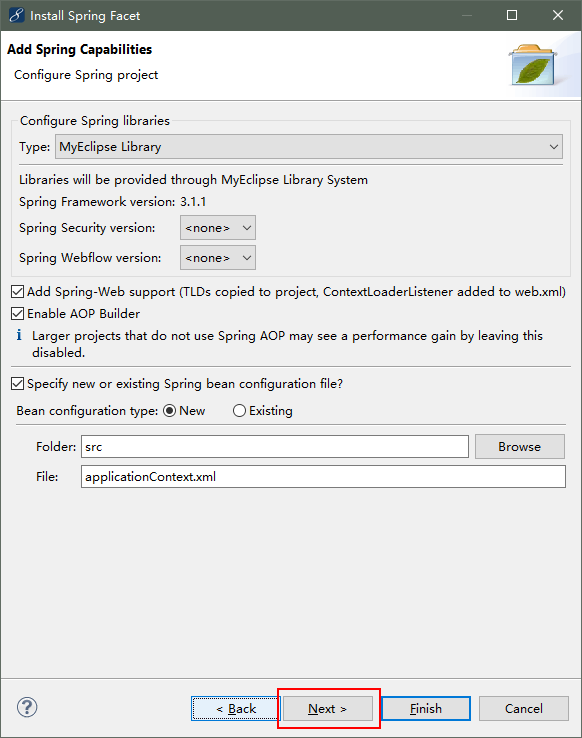 Install Spring Facet
Add Spring Capabilities
Configure Spring project
Configure Spring libraries
Type: MyEclipse Library
Libraries will be provided through MyEclipse Library System
Spring Framework version: 3.1.1
Spring Security version: <none>
Spring Webflow version: <none>
Add Spring-Web support (TLDs copied to project, ContextLoaderListener added to web.xml)
Enable AOP Builder
Larger projects that do not use Spring AOP may see a performance gain by leaving this
disabled.
Specify new or existing Spring bean configuration file?
Bean configuration type: New Existing
Folder: src Browse
File: applicationContext.xml
? < Back Next > Finish Cancel